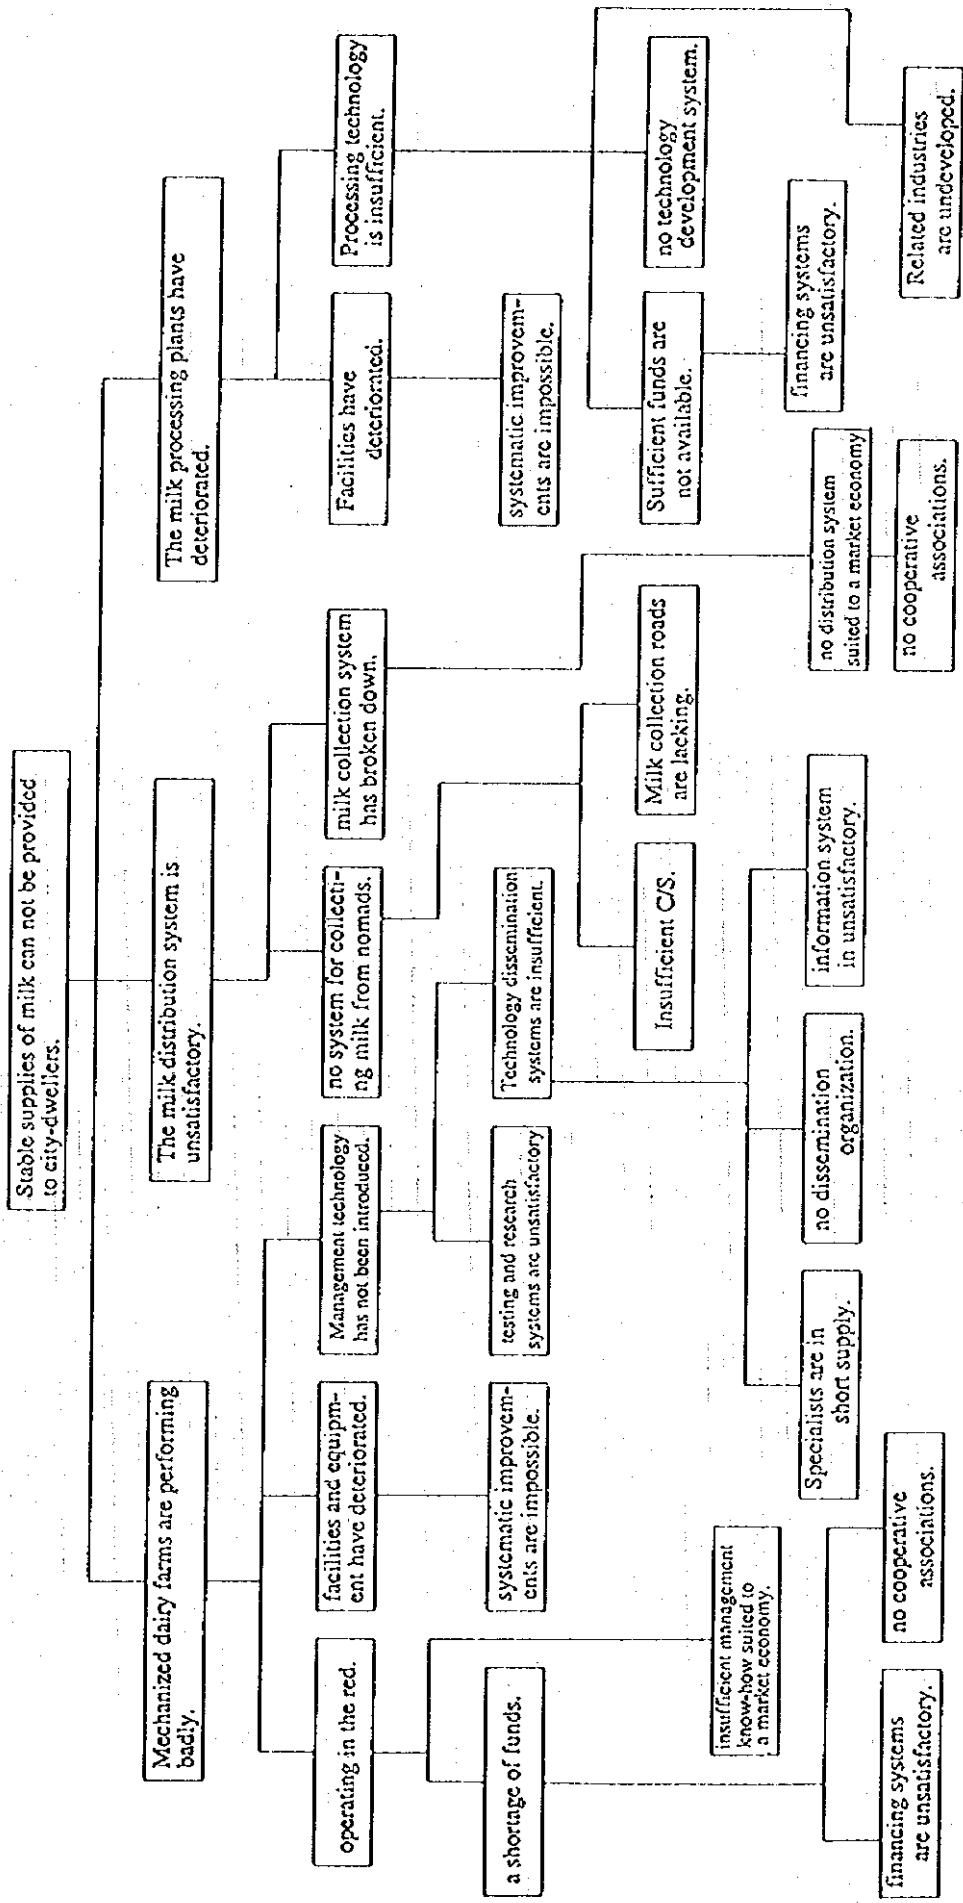 Stable supplies of milk can not be provided
to city-dwellers.
Mechanized dairy farms are performing
badly.
The milk distribution system is
unsatisfactory.
The milk processing plants have
deteriorated.
operating in the red.
facilities and equipm-
ent have deteriorated.
Management technology
has not been introduced.
no system for collecti-
ng milk from nomads.
milk collection system
has broken down.
Facilities have
deteriorated.
Processing technology
is insufficient.
a shortage of funds.
systematic improvem-
ents are impossible.
testing and research
systems are unsatisfactory
Technology dissemination
systems are insufficient.
systematic improvem-
ents are impossible.
Insufficient C/S.
Milk collection roads
are lacking.
Sufficient funds are
not available.
no technology
development system.
insufficient management
know-how suited to
a market economy.
Specialists are in
short supply.
no dissemination
organization.
information system
in unsatisfactory.
no distribution system
suited to a market economy
financing systems
are unsatisfactory.
financing systems
are unsatisfactory.
no cooperative
associations.
no cooperative
associations.
Related industries
are undeveloped.